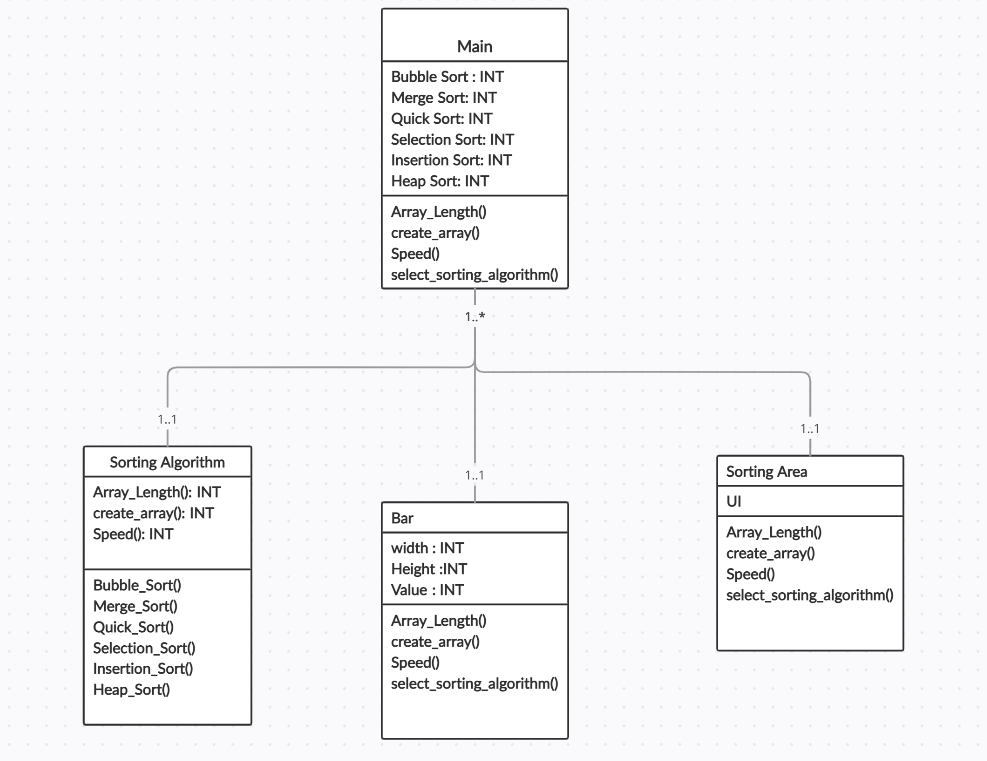 Main
Bubble Sort : INT
Merge Sort: INT
Quick Sort: INT
Selection Sort: INT
Insertion Sort: INT
Heap Sort: INT
Array_Length()
create_array()
Speed()
select_sorting_algorithm()
1..*
1..1
1..1
1..1
Sorting Algorithm
Array_Length(): INT
create_array(): INT
Speed(): INT
Bubble_Sort()
Merge_Sort()
Quick_Sort()
Selection_Sort()
Insertion_Sort()
Heap_Sort()
Bar
width : INT
Height :INT
Value : INT
Array_Length()
create_array()
Speed()
select_sorting_algorithm()
Sorting Area
UI
Array_Length()
create_array()
Speed()
select_sorting_algorithm()